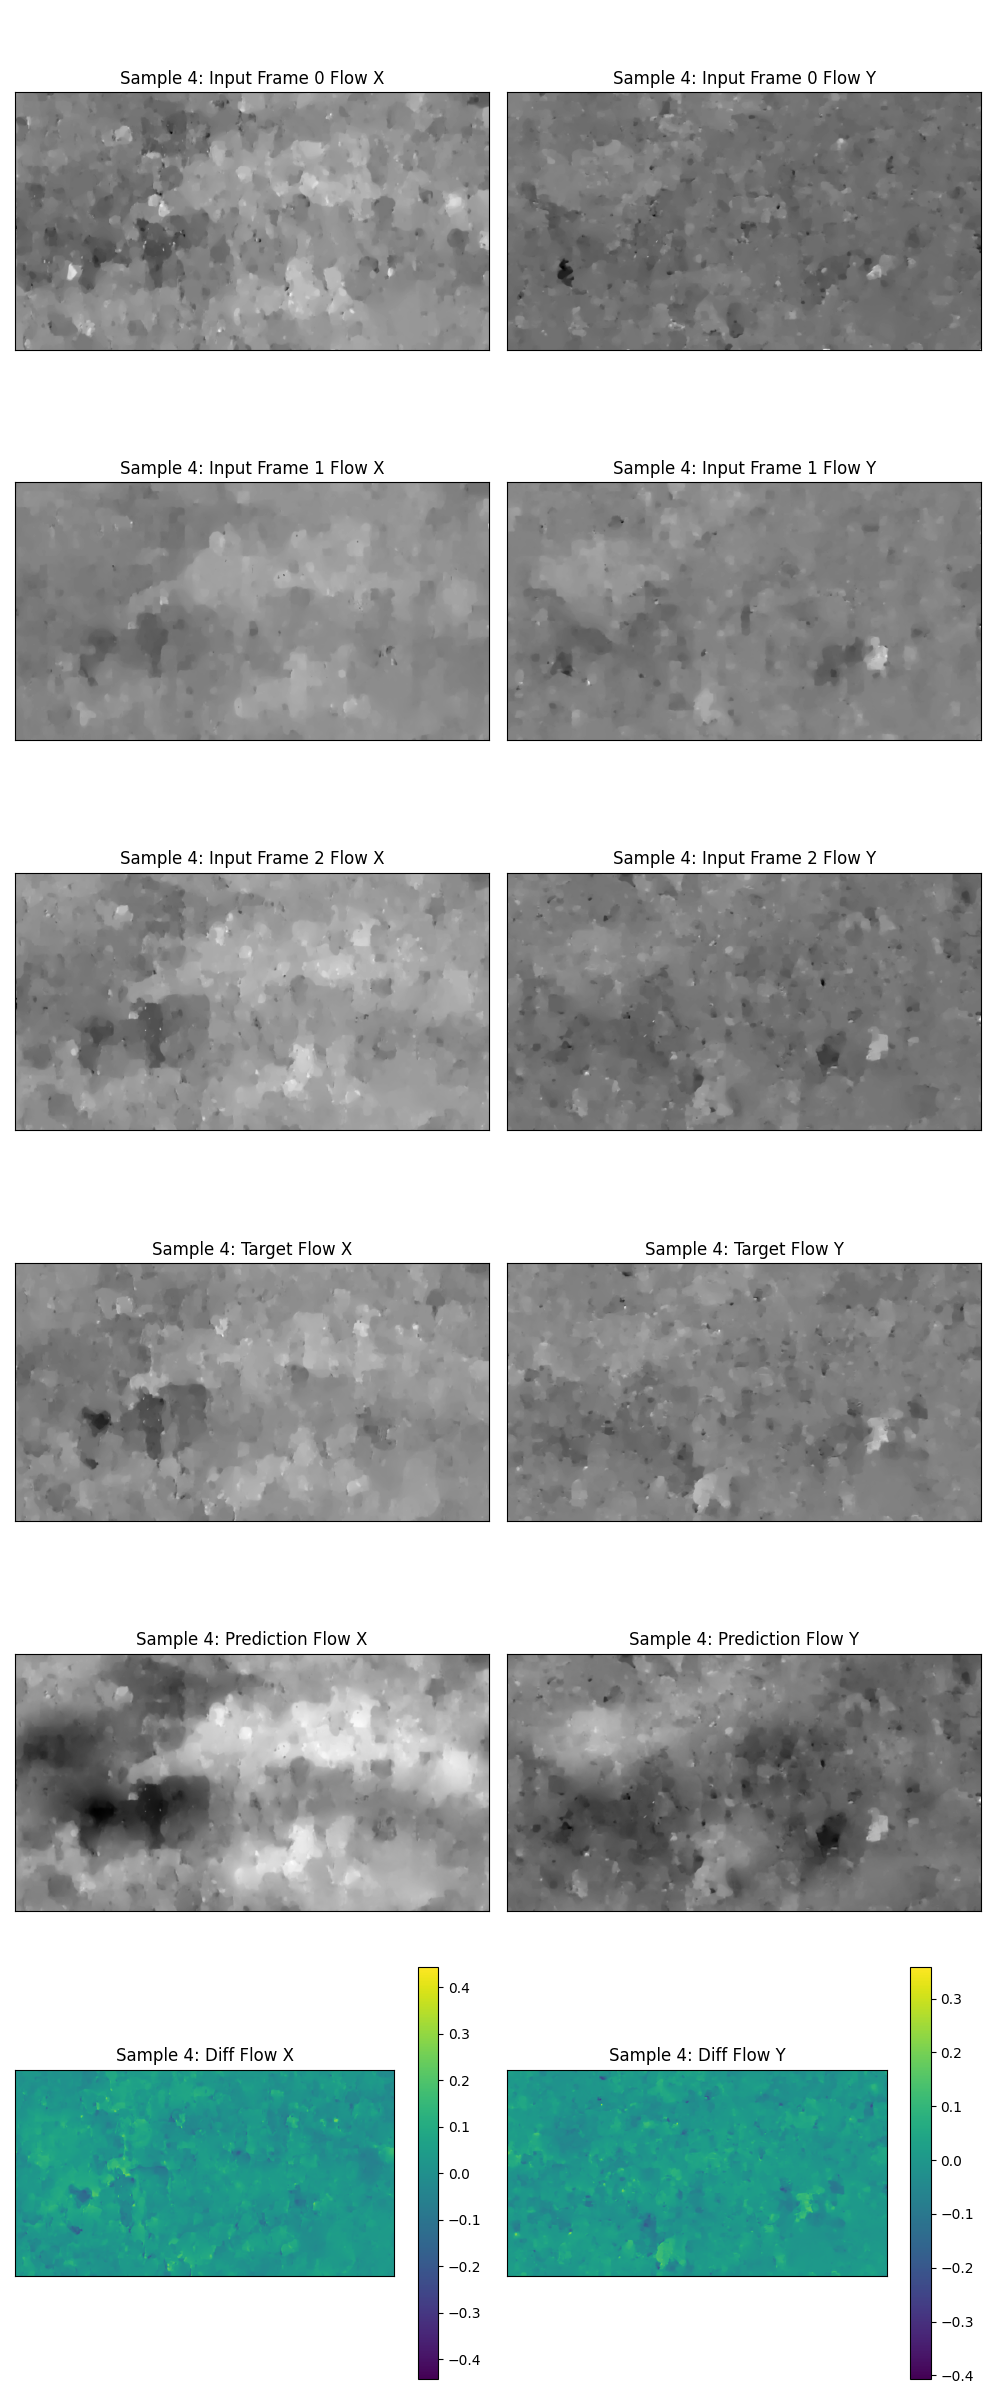 Sample 4: Input Frame 0 Flow X
Sample 4: Input Frame 0 Flow Y
Sample 4: Input Frame 1 Flow X
Sample 4: Input Frame 1 Flow Y
Sample 4: Input Frame 2 Flow X
Sample 4: Input Frame 2 Flow Y
Sample 4: Target Flow X
Sample 4: Target Flow Y
Sample 4: Prediction Flow X
Sample 4: Prediction Flow Y
Sample 4: Diff Flow X
0.4
0.3
0.2
0.1
0.0
−0.1
−0.2
−0.3
−0.4
Sample 4: Diff Flow Y
0.3
0.2
0.1
0.0
−0.1
−0.2
−0.3
−0.4